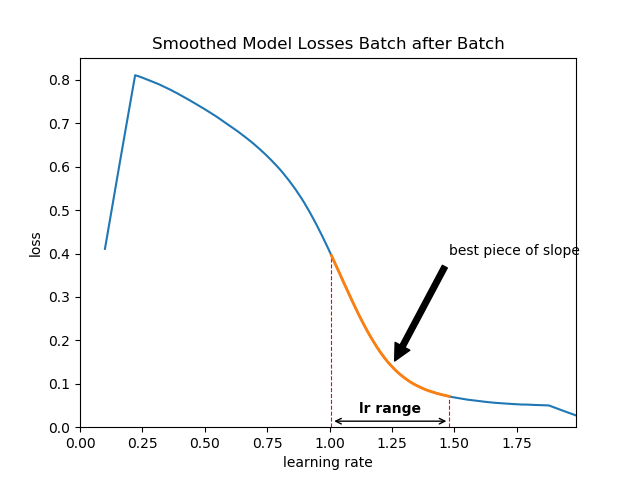 Smoothed Model Losses Batch after Batch
0.8
0.7
0.6
0.5
0.4
0.3
0.2
0.1
0.0
loss
best piece of slope
lr range
0.00 0.25 0.50 0.75 1.00 1.25 1.50 1.75
learning rate